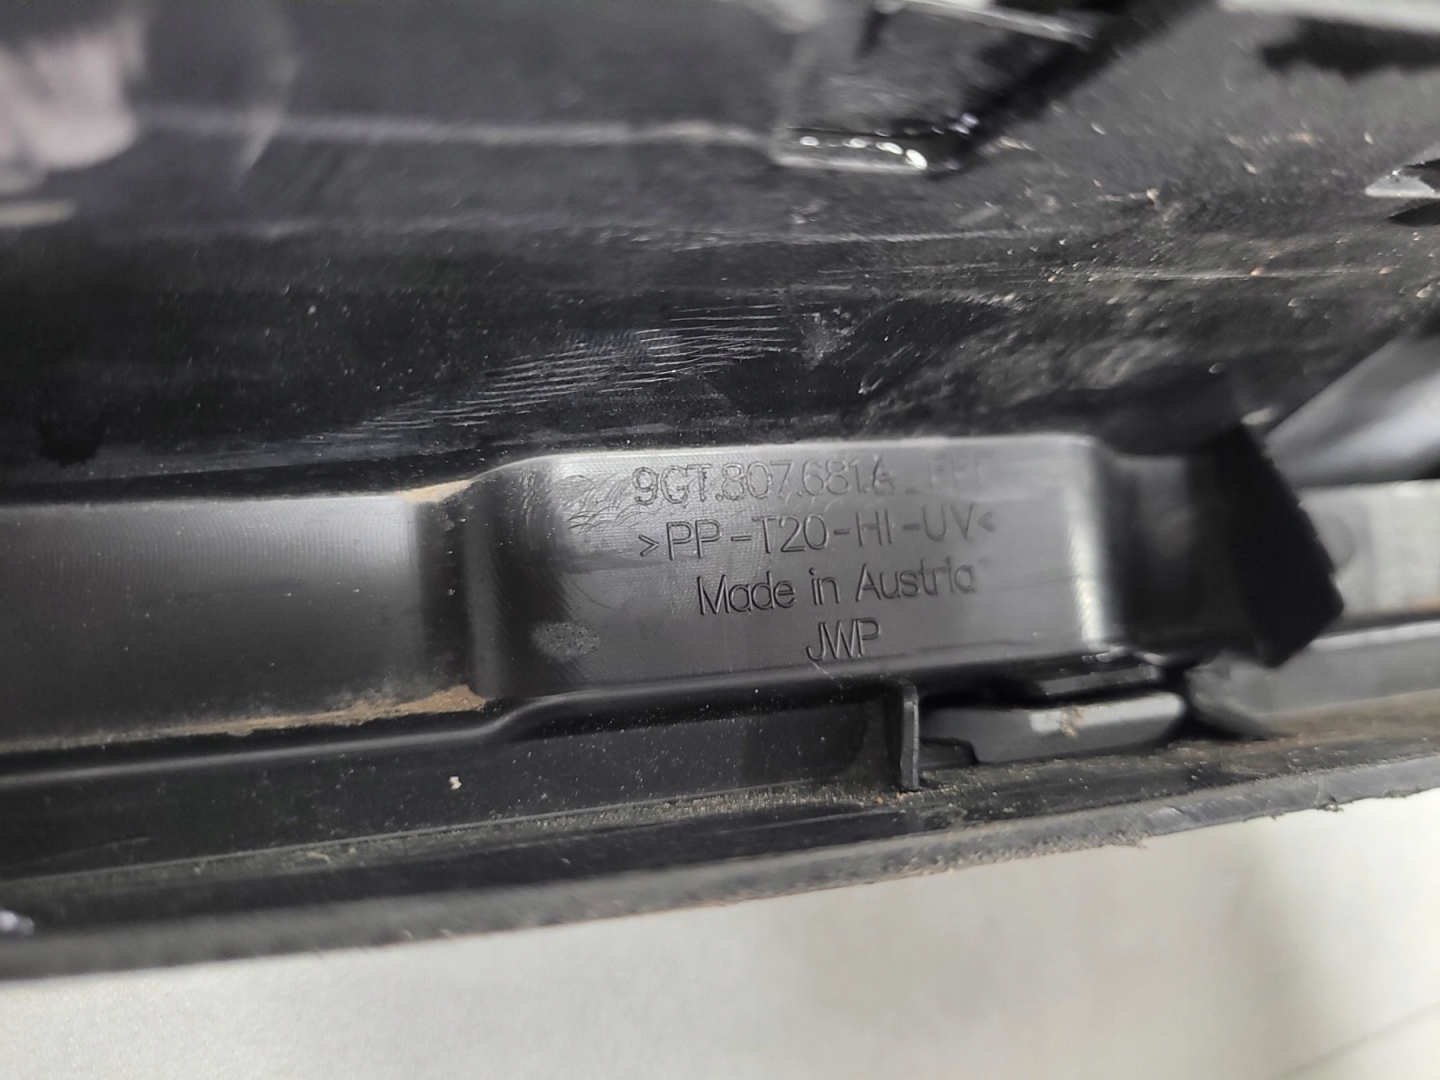 9GT.807.681.A
>PP-T20-HI-UV<
Made in Austria
JWP